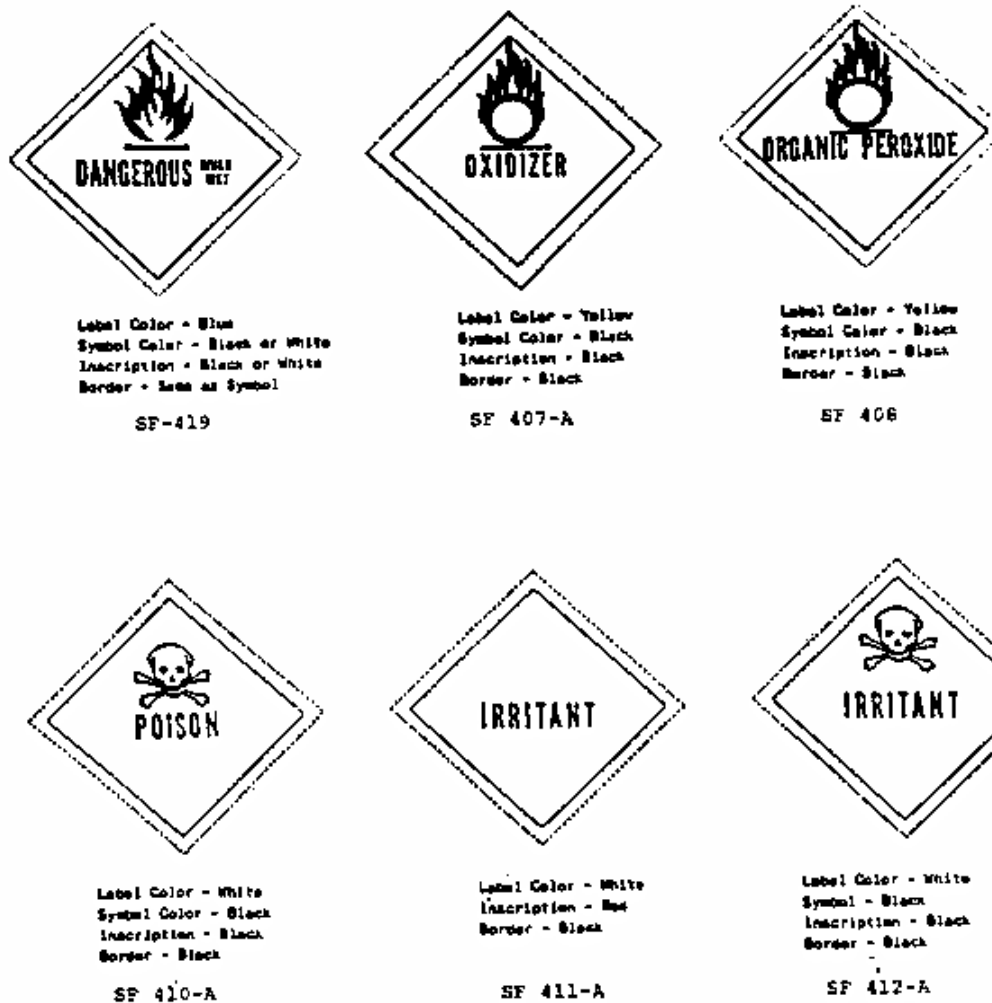 DANGEROUS WHEN WET
Label Color - Blue
Symbol Color - Black or White
Inscription - Black or White
Border - Same as Symbol
SF-419
OXIDIZER
Label Color - Yellow
Symbol Color - Black
Inscription - Black
Border - Black
SF 407-A
ORGANIC PEROXIDE
Label Color - Yellow
Symbol Color - Black
Inscription - Black
Border - Black
SF 408
POISON
Label Color - White
Symbol Color - Black
Inscription - Black
Border - Black
SF 410-A
IRRITANT
Label Color - White
Inscription - Red
Border - Black
SF 411-A
IRRITANT
Label Color - White
Symbol - Black
Inscription - Black
Border - Black
SF 412-A